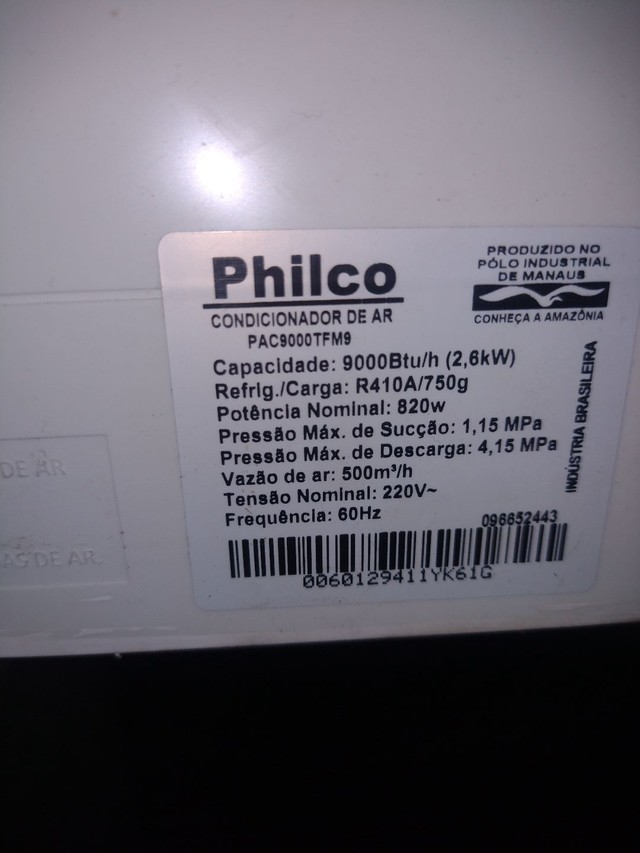 Philco
CONDICIONADOR DE AR
PAC9000TFM9
PRODUZIDO NO
PÓLO INDUSTRIAL
DE MANAUS
CONHEÇA A AMAZÔNIA
Capacidade: 9000Btu/h (2,6kW)
Refrig./Carga: R410A/750g
Potência Nominal: 820w
Pressão Máx. de Sucção: 1,15 MPa
Pressão Máx. de Descarga: 4,15 MPa
Vazão de ar: 500m³/h
Tensão Nominal: 220V~
Frequência: 60Hz
INDÚSTRIA BRASILEIRA
096652443
0060129411YK61G
DE AR
AS DE AR